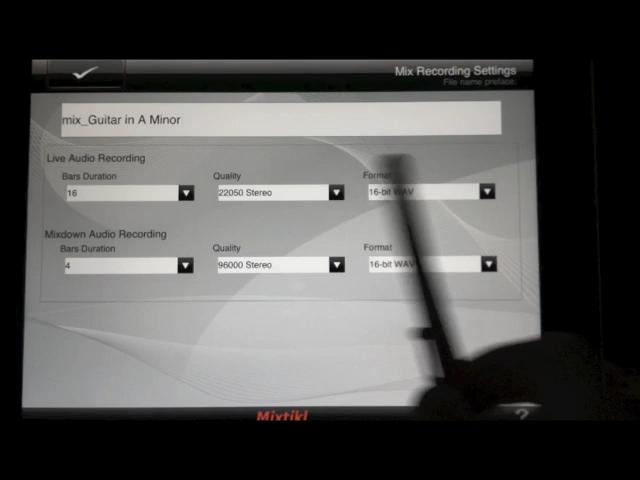 Mix Recording Settings
File name preface:
mix_Guitar in A Minor
Live Audio Recording
Bars Duration Quality Format
16 22050 Stereo 16-bit WAV
Mixdown Audio Recording
Bars Duration Quality Format
4 96000 Stereo 16-bit WAV
Mixtikl ?